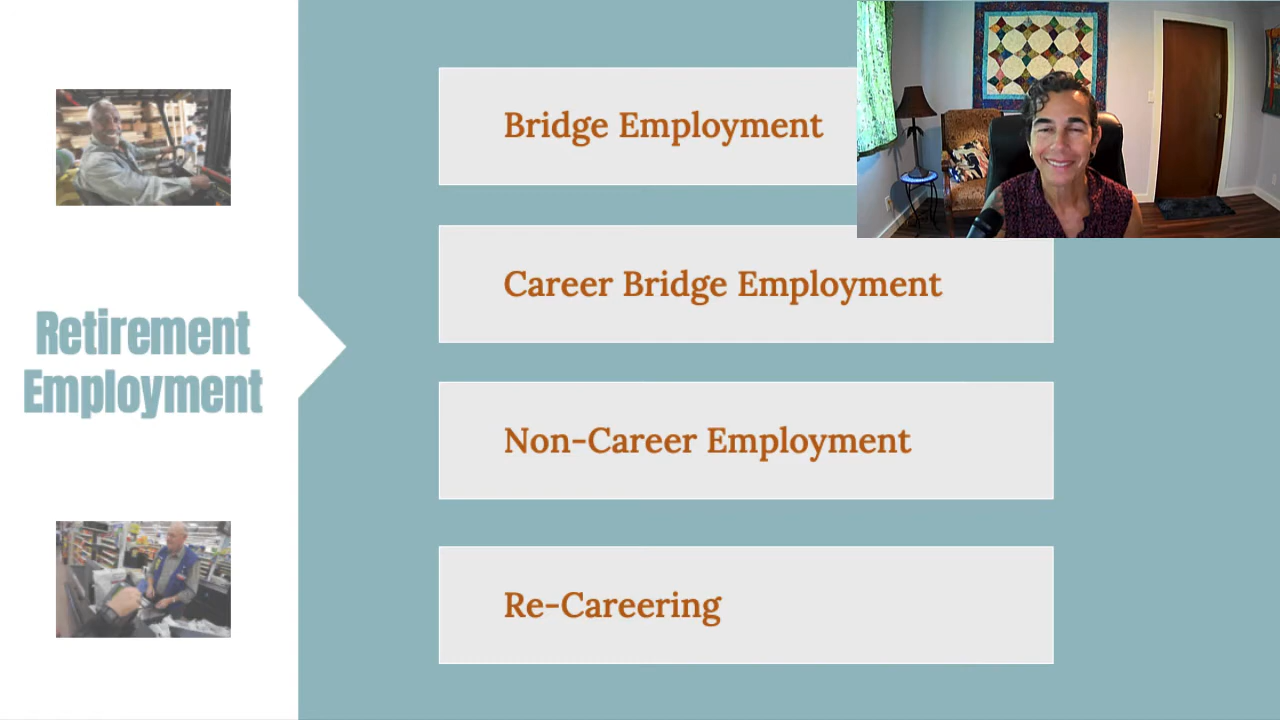 Retirement
Employment
Bridge Employment
Career Bridge Employment
Non-Career Employment
Re-Careering